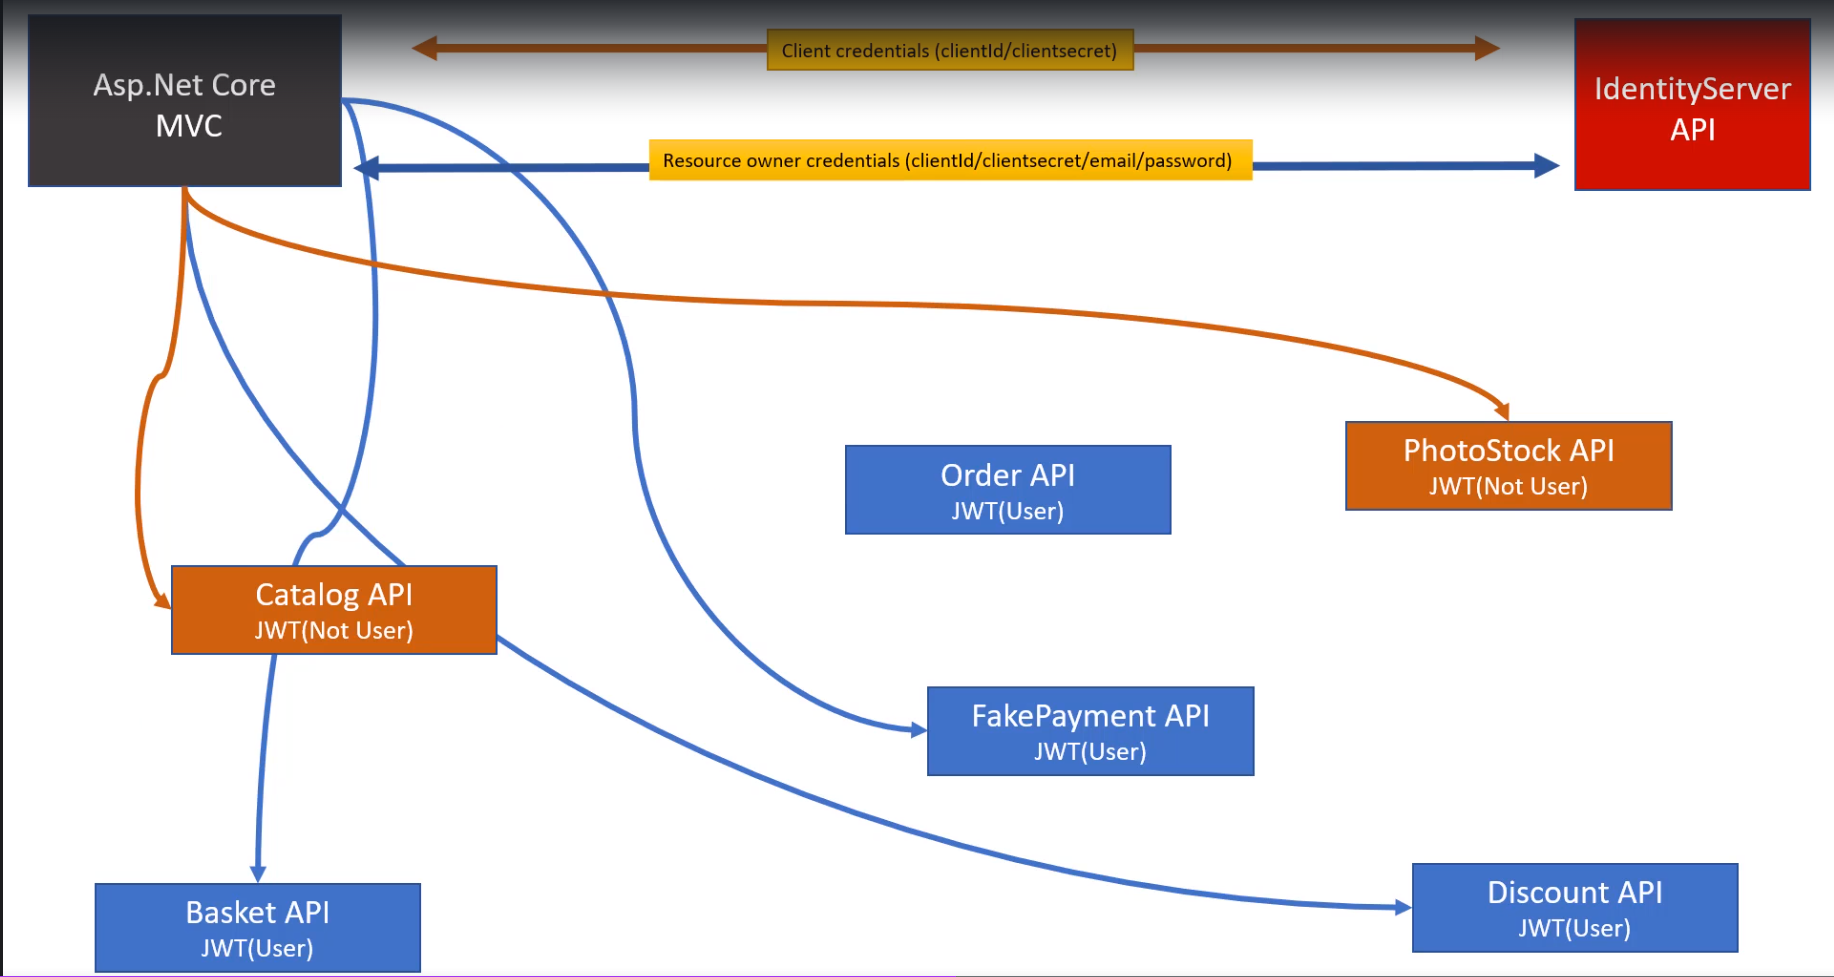 Asp.Net Core
MVC
Client credentials (clientId/clientsecret)
IdentityServer
API
Resource owner credentials (clientId/clientsecret/email/password)
Order API
JWT(User)
PhotoStock API
JWT(Not User)
Catalog API
JWT(Not User)
FakePayment API
JWT(User)
Basket API
JWT(User)
Discount API
JWT(User)